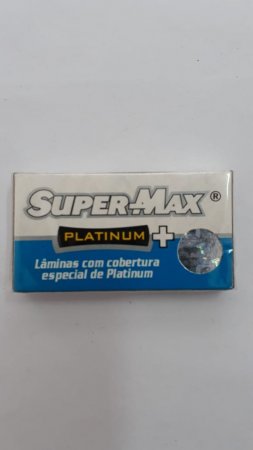 SUPER-MAX ®
PLATINUM +
Lâminas com cobertura
especial de Platinum